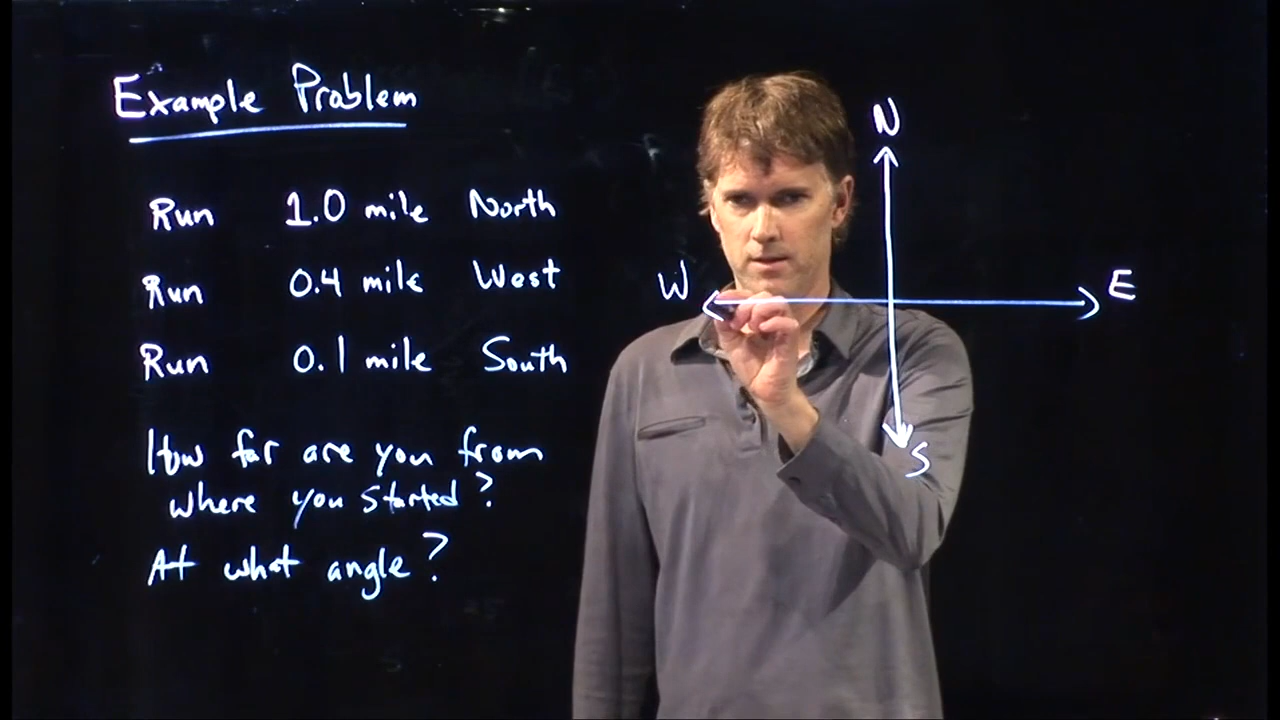 Example Problem
Run 1.0 mile North
Run 0.4 mile West
Run 0.1 mile South
How far are you from
where you started?
At what angle?
N
W
E
S